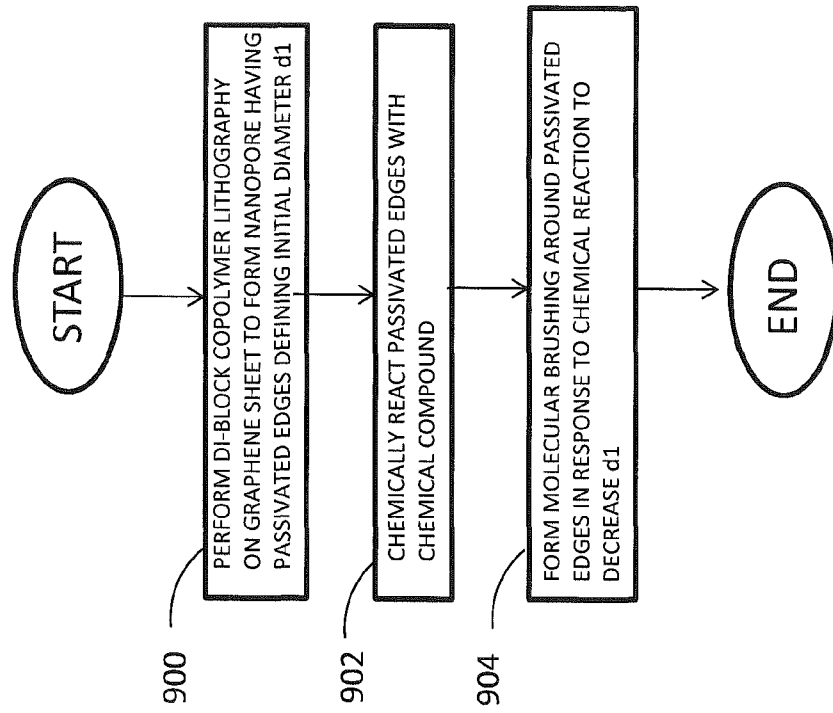 START
900
PERFORM DI-BLOCK COPOLYMER LITHOGRAPHY
ON GRAPHENE SHEET TO FORM NANOPORE HAVING
PASSIVATED EDGES DEFINING INITIAL DIAMETER d1
902
CHEMICALLY REACT PASSIVATED EDGES WITH
CHEMICAL COMPOUND
904
FORM MOLECULAR BRUSHING AROUND PASSIVATED
EDGES IN RESPONSE TO CHEMICAL REACTION TO
DECREASE d1
END